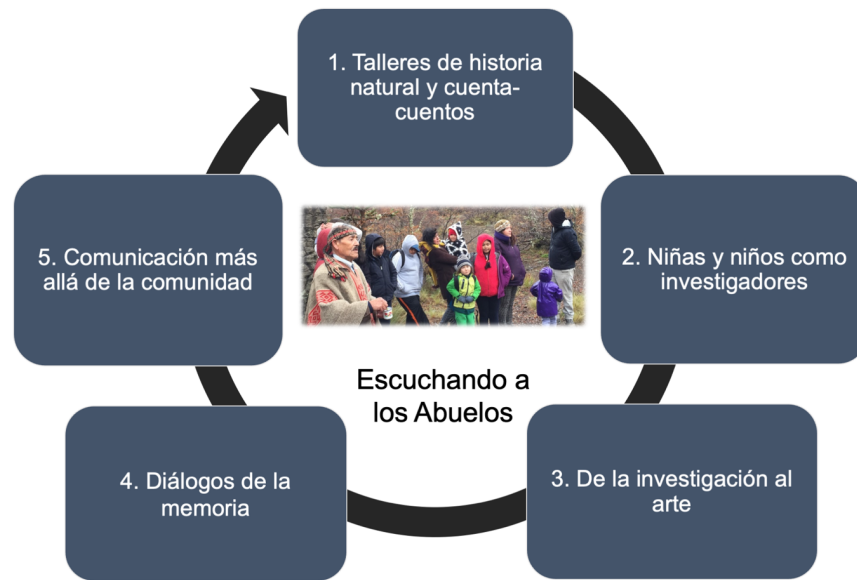 1. Talleres de historia
natural y cuenta-
cuentos
2. Niñas y niños como
investigadores
3. De la investigación al
arte
4. Diálogos de la
memoria
5. Comunicación más
allá de la comunidad
Escuchando a
los Abuelos